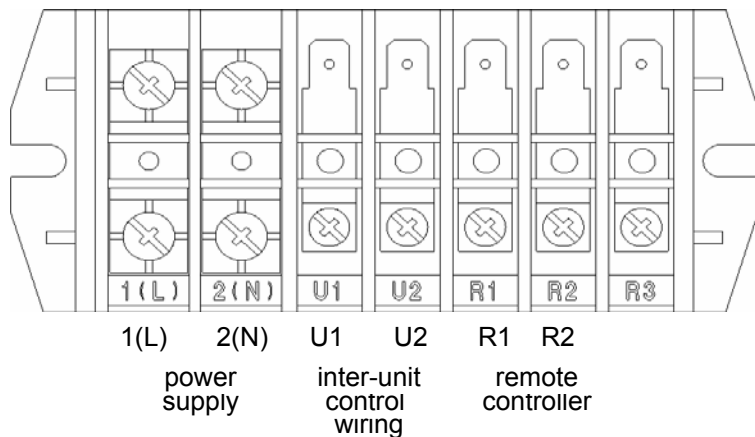 1(L) 2(N) U1 U2 R1 R2 R3
1(L) 2(N) U1 U2 R1 R2
power inter-unit remote
supply control controller
wiring